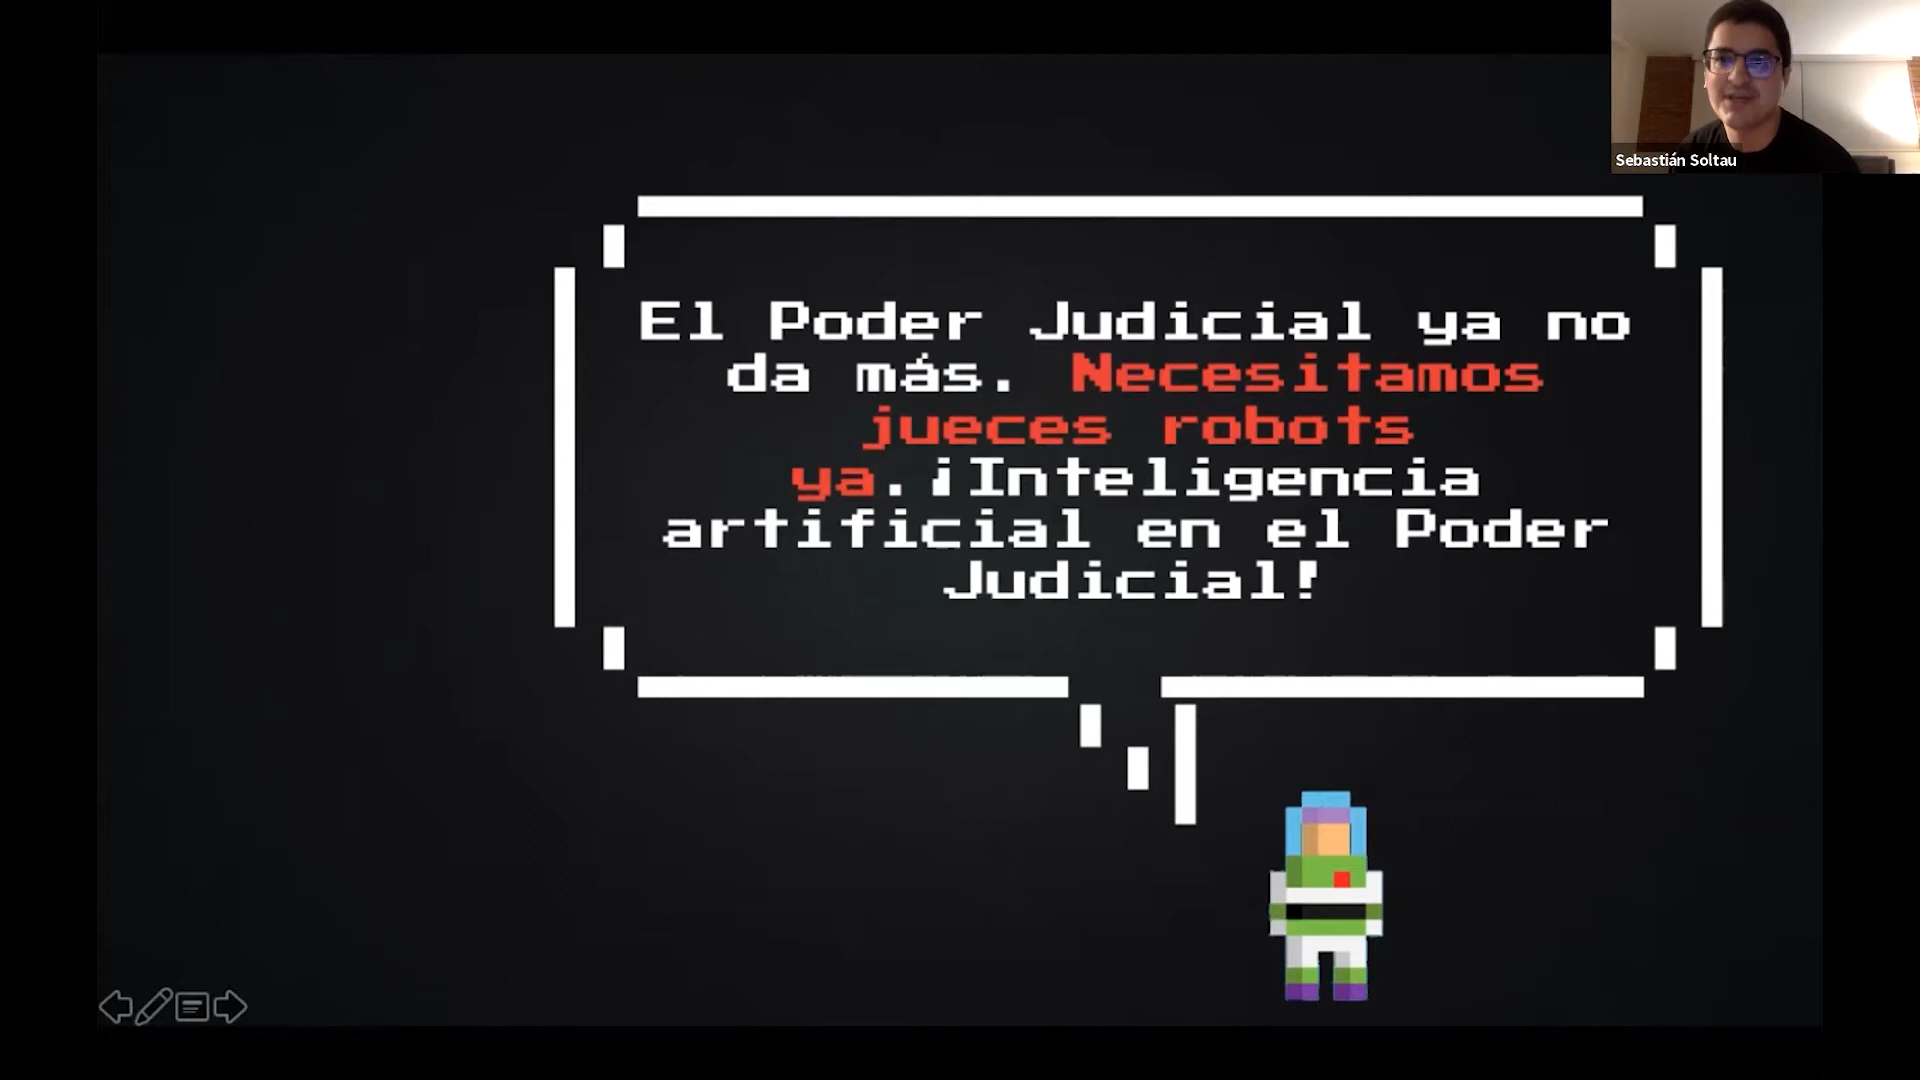 Sebastián Soltau
El Poder Judicial ya no
da más. Necesitamos
jueces robots
ya.¡Inteligencia
artificial en el Poder
Judicial!